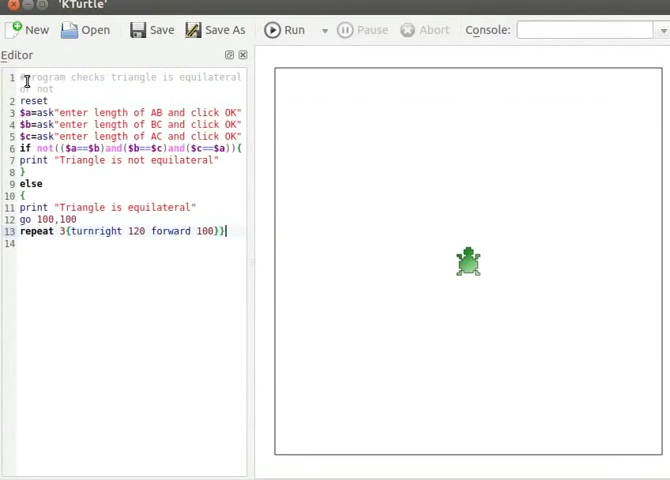 'KTurtle'
New Open Save Save As Run Pause Abort Console:
Editor
1 #Program checks triangle is equilateral
or not
2 reset
3 $a=ask"enter length of AB and click OK"
4 $b=ask"enter length of BC and click OK"
5 $c=ask"enter length of AC and click OK"
6 if not(($a==$b)and($b==$c)and($c==$a)){
7 print "Triangle is not equilateral"
8 }
9 else
10 {
11 print "Triangle is equilateral"
12 go 100,100
13 repeat 3{turnright 120 forward 100}}
14